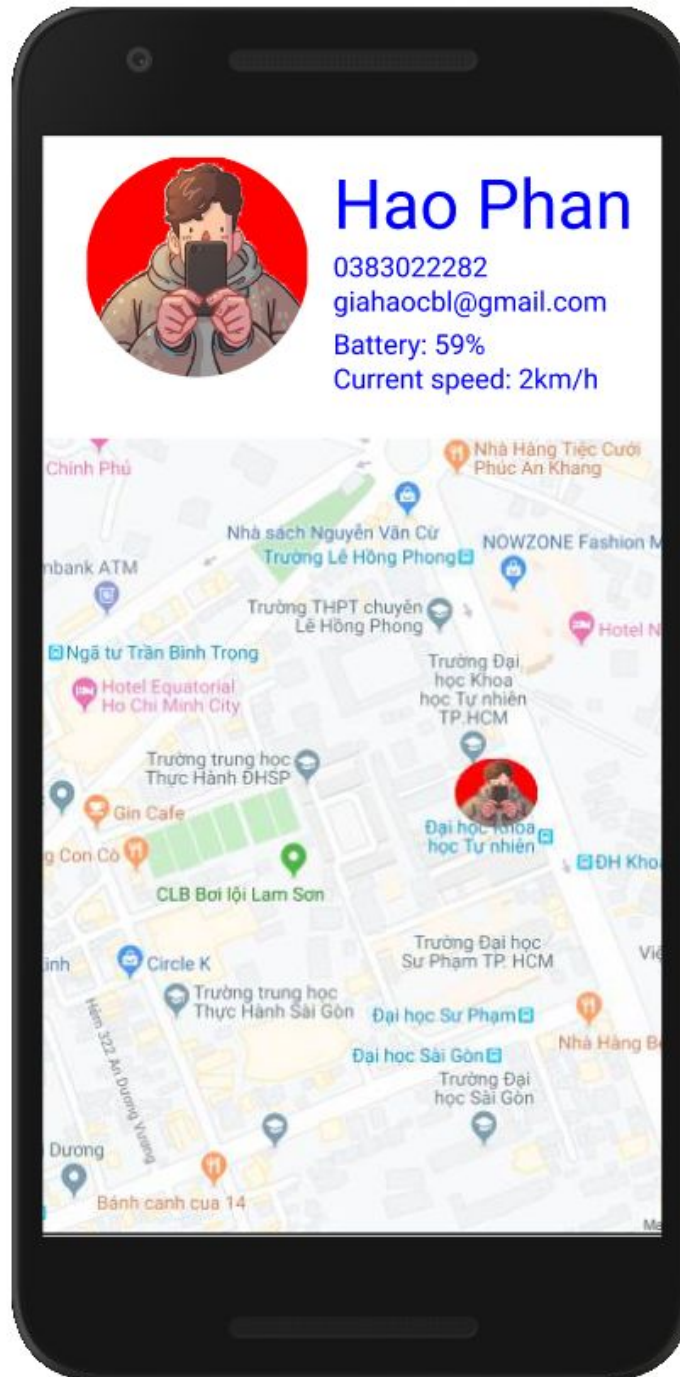 Hao Phan
0383022282
giahaocbl@gmail.com
Battery: 59%
Current speed: 2km/h
Chính Phủ
Nhà Hàng Tiệc Cưới
Phúc An Khang
Nhà sách Nguyễn Văn Cừ
Trường Lê Hồng Phong
NOWZONE Fashion M
nbank ATM
Trường THPT chuyên
Lê Hồng Phong
Hotel N
Ngã tư Trần Bình Trọng
Trường Đại
học Khoa
học Tự nhiên
TP.HCM
Hotel Equatorial
Ho Chi Minh City
Trường trung học
Thực Hành ĐHSP
Gin Cafe
Đại học Khoa
học Tự nhiên
g Con Cò
ĐH Khoa
CLB Bơi lội Lam Sơn
Trường Đại học
Sư Phạm TP. HCM
Việ
inh
Circle K
Trường trung học
Thực Hành Sài Gòn
Đại học Sư Phạm
Nhà Hàng B
Hẻm 322 An Dương Vương
Đại học Sài Gòn
Trường Đại
học Sài Gòn
Dương
Bánh canh cua 14
Ma